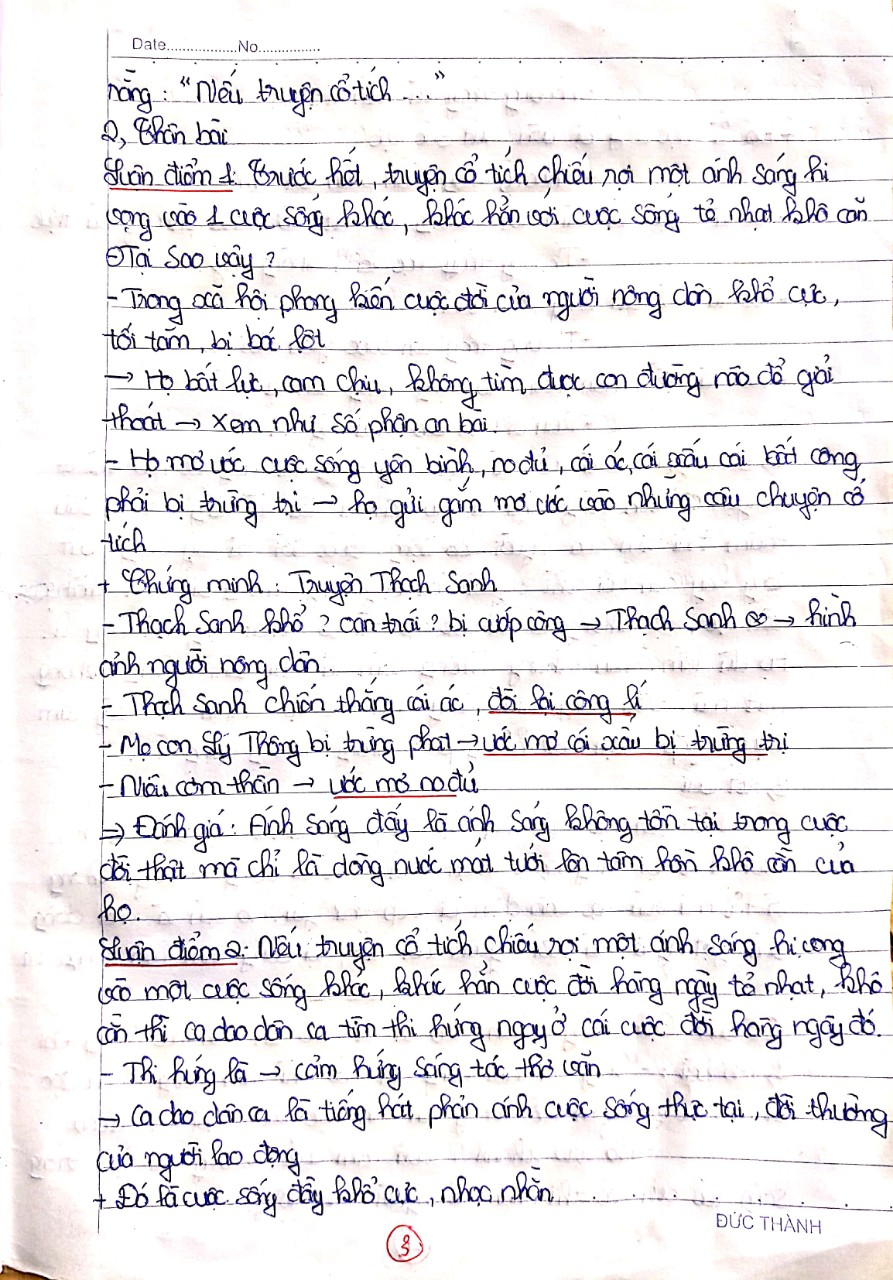 Date.................No...............
rằng: "Nếu truyện cổ tích ..."
2, Thân bài
Luận điểm 1: Trước hết, truyện cổ tích chiếu rọi một ánh sáng hi
vọng vào 1 cuộc sống khác, khác hẳn với cuộc sống tẻ nhạt khô cằn
Tại sao vậy?
- Trong xã hội phong kiến cuộc đời của người nông dân khổ cực,
tối tăm, bị bóc lột
→ Họ bất lực, cam chịu, không tìm được con đường nào để giải
thoát → xem như số phận an bài.
- Họ mơ ước cuộc sống yên bình, no đủ, cái ác, cái xấu cái bất công
phải bị trừng trị → họ gửi gắm mơ ước vào những câu chuyện cổ
tích
+ Chứng minh: Truyện Thạch Sanh
- Thạch Sanh khổ? oan trái? bị cướp công → Thạch Sanh ∞ → hình
ảnh người nông dân.
- Thạch Sanh chiến thắng cái ác, đòi lại công lí
- Mẹ con Lý Thông bị trừng phạt → ước mơ cái xấu bị trừng trị
- Niêu cơm thần → ước mơ no đủ
=> Đánh giá: Ánh sáng đấy là ánh sáng không tồn tại trong cuộc
đời thật mà chỉ là dòng nước mát tưới lên tâm hồn khô cằn của
họ.
Luận điểm 2: Nếu truyện cổ tích chiếu rọi một ánh sáng hi vọng
vào một cuộc sống khác, khác hẳn cuộc đời hàng ngày tẻ nhạt, khô
cằn thì ca dao dân ca tìm thi hứng ngay ở cái cuộc đời hàng ngày đó.
- Thi hứng là → cảm hứng sáng tác thơ văn
→ Ca dao dân ca là tiếng hát phản ánh cuộc sống thực tại, đời thường
của người lao động
+ Đó là cuộc sống đầy khổ cực, nhọc nhằn
ĐỨC THÀNH
3